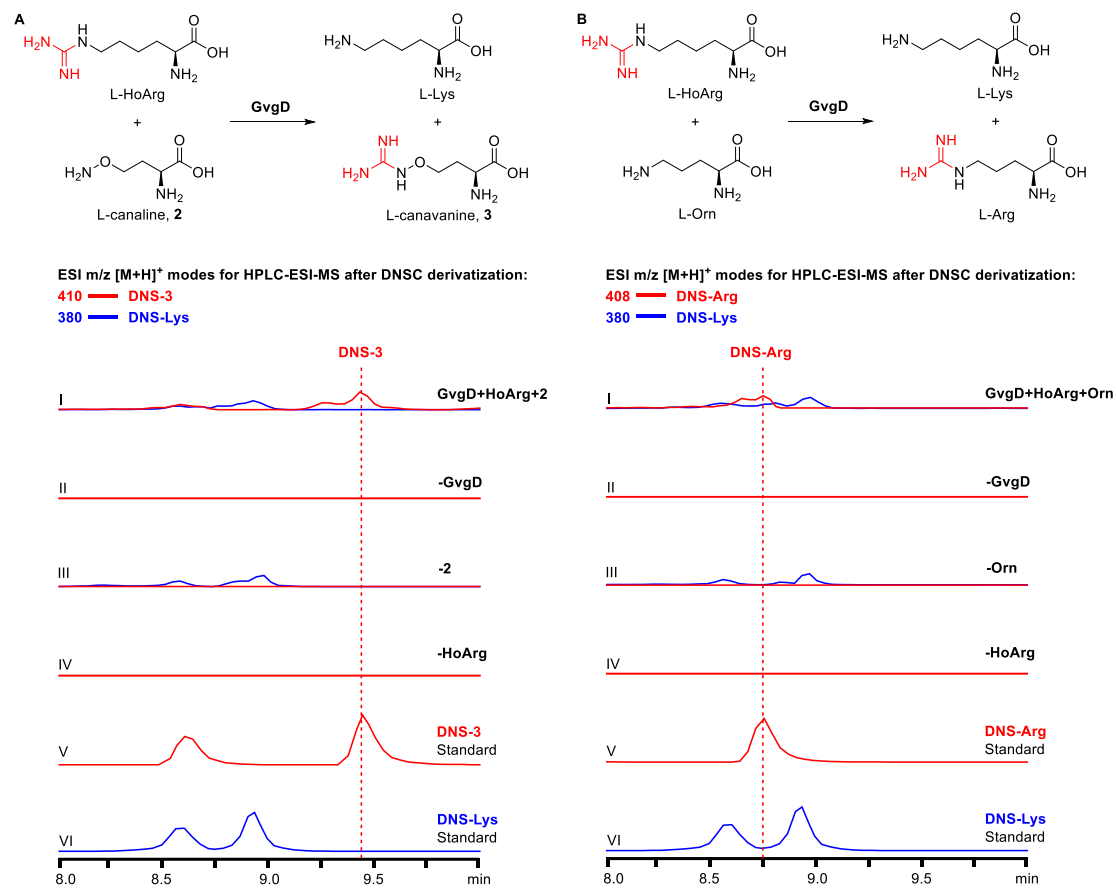 A
H₂N
NH
H
N
O
OH
NH₂
L-HoArg
+
H₂N
O
O
OH
NH₂
L-canaline, 2
GvgD
H₂N
O
OH
NH₂
L-Lys
+
NH
H₂N
N
H
O
O
OH
NH₂
L-canavanine, 3
ESI m/z [M+H]⁺ modes for HPLC-ESI-MS after DNSC derivatization:
410 DNS-3
380 DNS-Lys
DNS-3
I GvgD+HoArg+2
II -GvgD
III -2
IV -HoArg
V DNS-3
Standard
VI DNS-Lys
Standard
8.0 8.5 9.0 9.5 min
B
H₂N
NH
H
N
O
OH
NH₂
L-HoArg
+
H₂N
O
OH
NH₂
L-Orn
GvgD
H₂N
O
OH
NH₂
L-Lys
+
NH
H₂N
N
H
O
OH
NH₂
L-Arg
ESI m/z [M+H]⁺ modes for HPLC-ESI-MS after DNSC derivatization:
408 DNS-Arg
380 DNS-Lys
DNS-Arg
I GvgD+HoArg+Orn
II -GvgD
III -Orn
IV -HoArg
V DNS-Arg
Standard
VI DNS-Lys
Standard
8.0 8.5 9.0 9.5 min